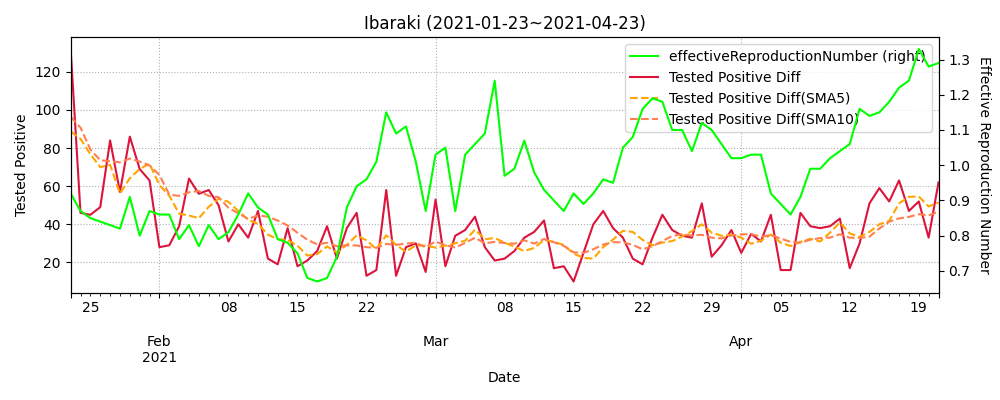 Ibaraki (2021-01-23~2021-04-23)
effectiveReproductionNumber (right)
Tested Positive Diff
Tested Positive Diff(SMA5)
Tested Positive Diff(SMA10)
Tested Positive
120
100
80
60
40
20
1.3
1.2
1.1
1.0
0.9
0.8
0.7
Effective Reproduction Number
25 08 15 22 08 15 22 29 05 12 19
Feb Mar Apr
2021
Date